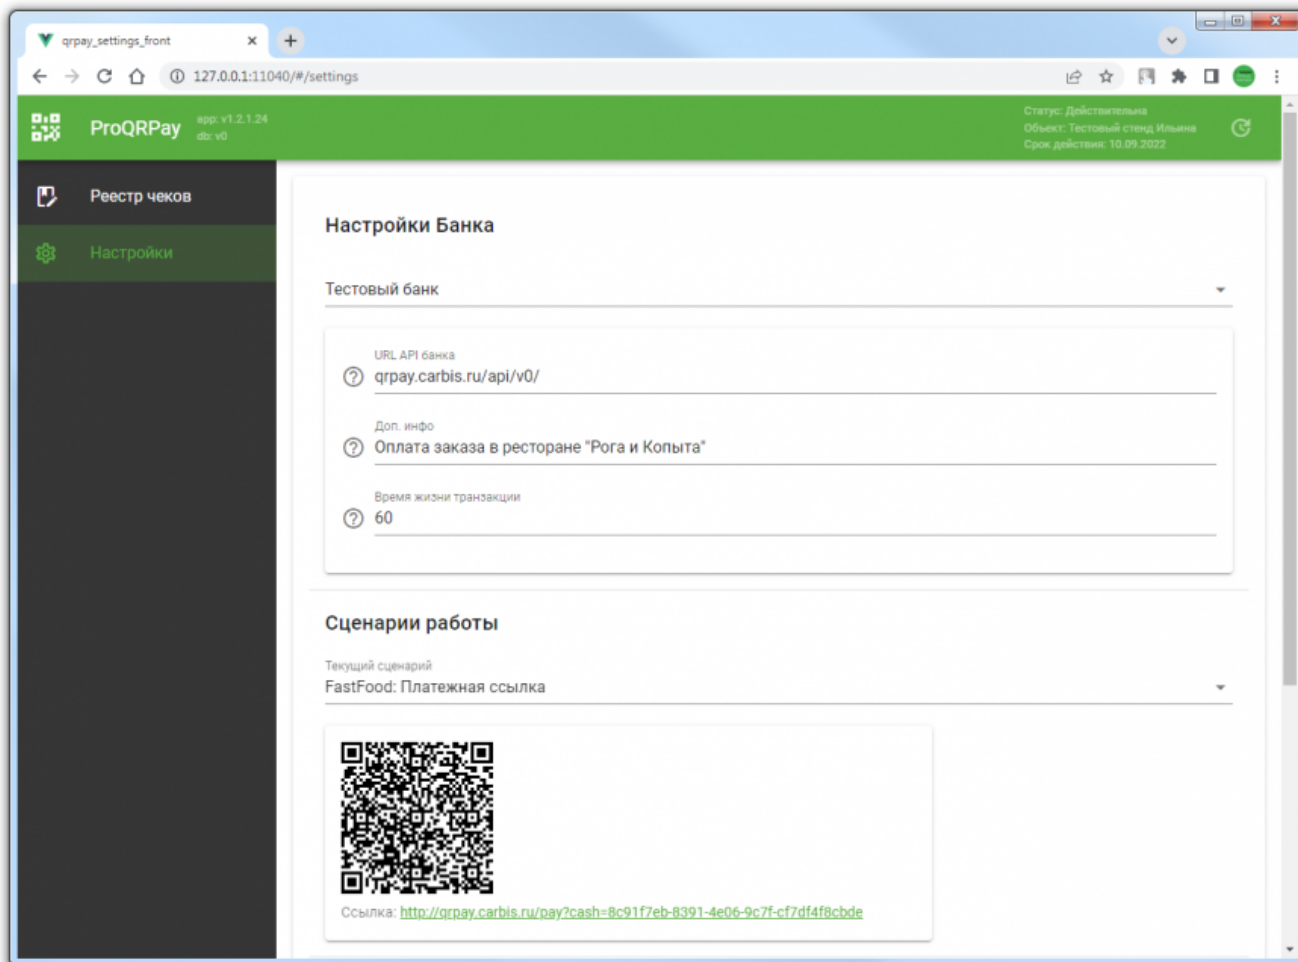 qrpay_settings_front
127.0.0.1:11040/#/settings
ProQRPay
app: v1.2.1.24
db: v0
Статус: Действительна
Объект: Тестовый стенд Ильина
Срок действия: 10.09.2022
Реестр чеков
Настройки
Настройки Банка
Тестовый банк
URL API банка
qrpay.carbis.ru/api/v0/
Доп. инфо
Оплата заказа в ресторане "Рога и Копыта"
Время жизни транзакции
60
Сценарии работы
Текущий сценарий
FastFood: Платежная ссылка
Ссылка: http://qrpay.carbis.ru/pay?cash=8c91f7eb-8391-4e06-9c7f-cf7df4f8cbde